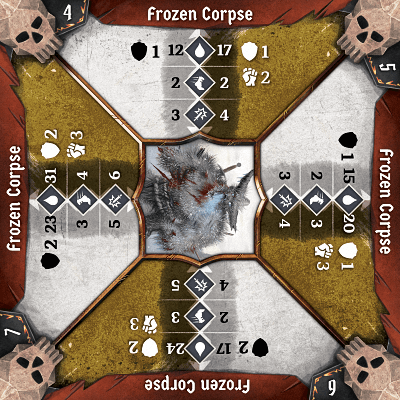 4
Frozen Corpse
1 12 17 1
2 2 2
3 4
5
Frozen Corpse
1 15 20 1
2 3 3
3 4
6
Frozen Corpse
2 17 24 2
2 3 3
4 5
7
Frozen Corpse
2 23 31 2
3 4 3
5 6